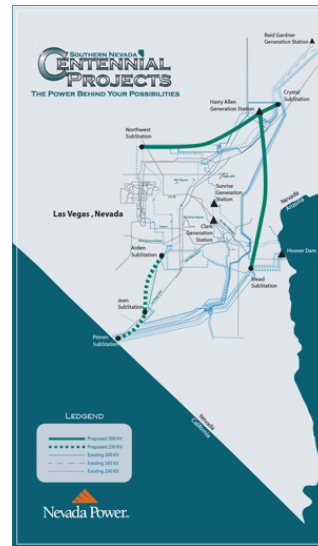 SOUTHERN NEVADA
CENTENNIAL
PROJECTS
THE POWER BEHIND YOUR POSSIBILITIES
Reid Gardner
Generation Station
Crystal
SubStation
Harry Allen
Generation Station
Northwest
SubStation
Sunrise
Generation
Station
Las Vegas, Nevada
Clark
Generation
Station
Nevada
Arizona
Arden
SubStation
Hoover Dam
Mead
SubStation
Jean
SubStation
Primm
SubStation
Nevada
California
LEDGEND
Proposed 500 KV
Proposed 230 KV
Existing 500 KV
Existing 345 kV
Existing 230 KV
Nevada Power